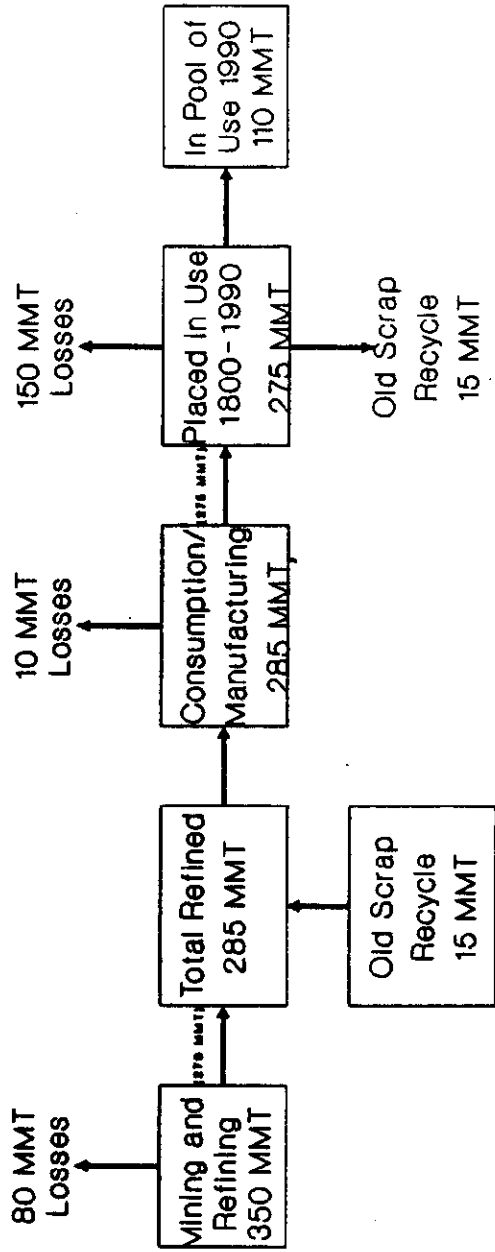 80 MMT
Losses
Mining and
Refining
350 MMT
MMT
Total Refined
285 MMT
Old Scrap
Recycle
15 MMT
10 MMT
Losses
Consumption/
Manufacturing
285 MMT
MMT
150 MMT
Losses
Placed In Use
1800-1990
275 MMT
Old Scrap
Recycle
15 MMT
In Pool of
Use 1990
110 MMT